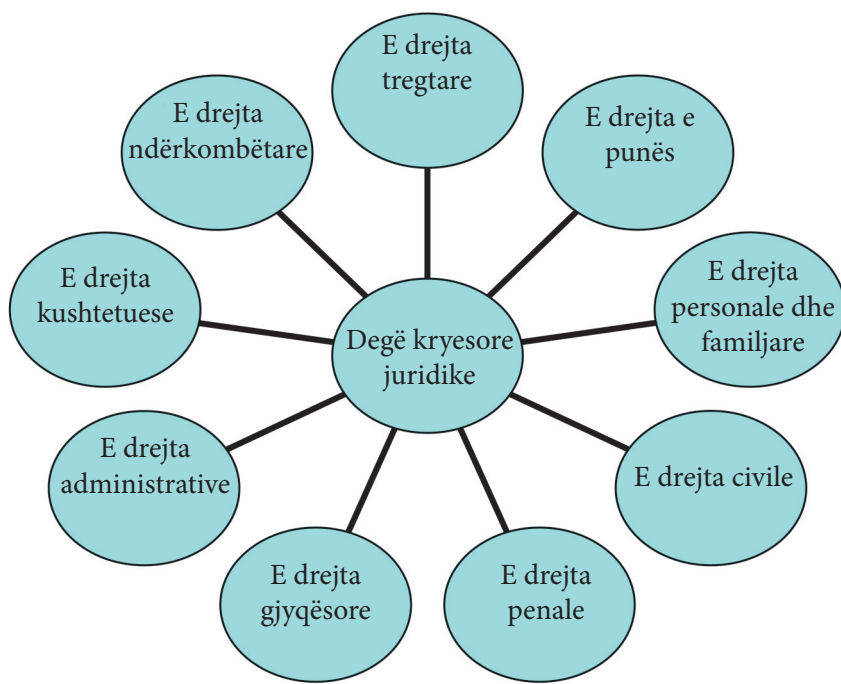 E drejta
tregtare
E drejta
ndërkombëtare
E drejta e
punës
E drejta
kushtetuese
E drejta
personale dhe
familjare
Degë kryesore
juridike
E drejta
administrative
E drejta civile
E drejta
gjyqësore
E drejta
penale